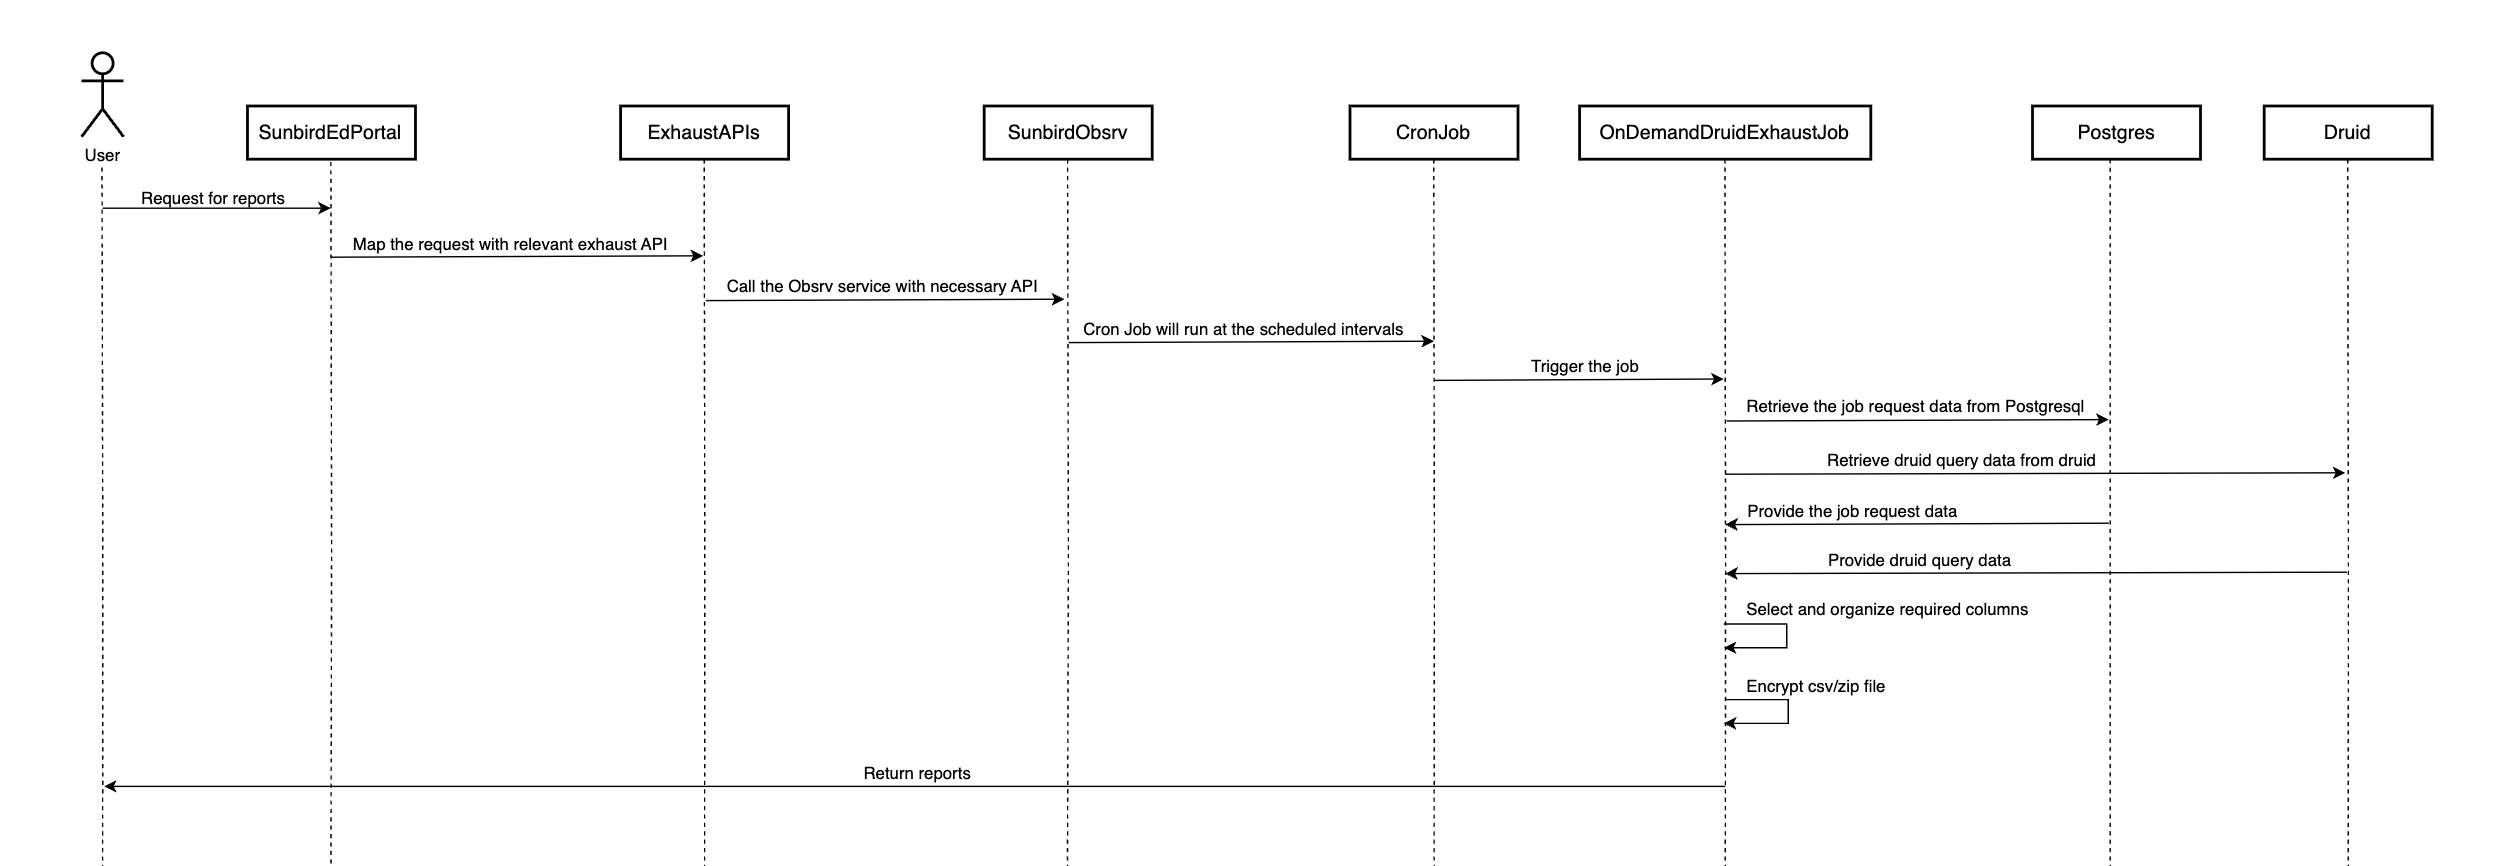 User
SunbirdEdPortal
ExhaustAPIs
SunbirdObsrv
CronJob
OnDemandDruidExhaustJob
Postgres
Druid
Request for reports
Map the request with relevant exhaust API
Call the Obsrv service with necessary API
Cron Job will run at the scheduled intervals
Trigger the job
Retrieve the job request data from Postgresql
Retrieve druid query data from druid
Provide the job request data
Provide druid query data
Select and organize required columns
Encrypt csv/zip file
Return reports